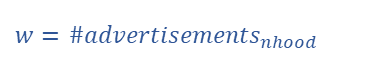 w = #advertisements_nhood